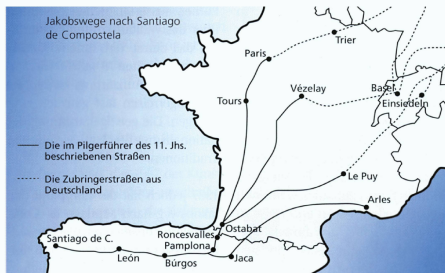 Jakobswege nach Santiago
de Compostela
Trier
Paris
Vézelay
Basel
Einsiedeln
Tours
Die im Pilgerführer des 11. Jhs.
beschriebenen Straßen
Le Puy
Die Zubringerstraßen aus
Deutschland
Arles
Ostabat
Roncesvalles
Santiago de C.
Pamplona
León
Búrgos
Jaca